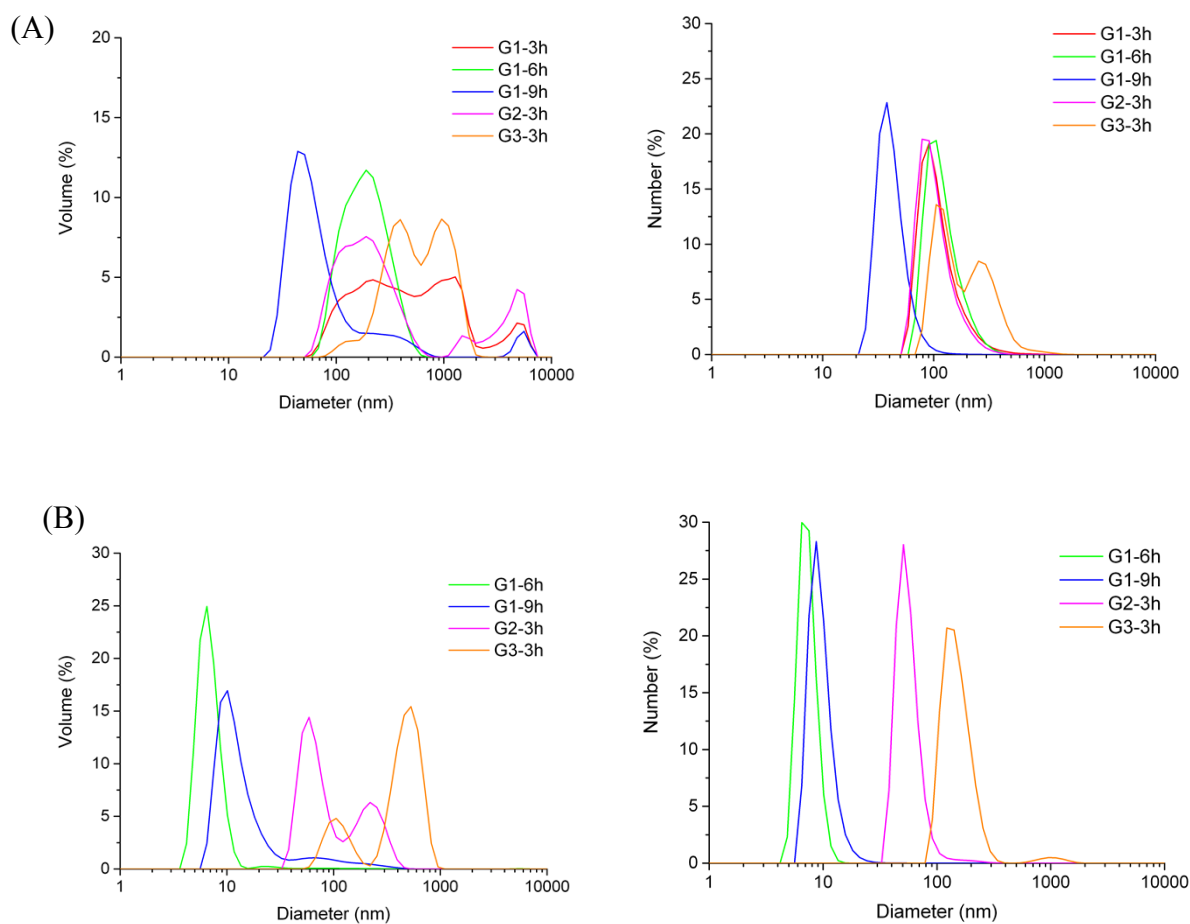 (A)
20
15
10
5
0
Volume (%)
1 10 100 1000 10000
Diameter (nm)
G1-3h
G1-6h
G1-9h
G2-3h
G3-3h
30
25
20
15
10
5
0
Number (%)
1 10 100 1000 10000
Diameter (nm)
G1-3h
G1-6h
G1-9h
G2-3h
G3-3h
(B)
30
25
20
15
10
5
0
Volume (%)
1 10 100 1000 10000
Diameter (nm)
G1-6h
G1-9h
G2-3h
G3-3h
30
25
20
15
10
5
0
Number (%)
1 10 100 1000 10000
Diameter (nm)
G1-6h
G1-9h
G2-3h
G3-3h